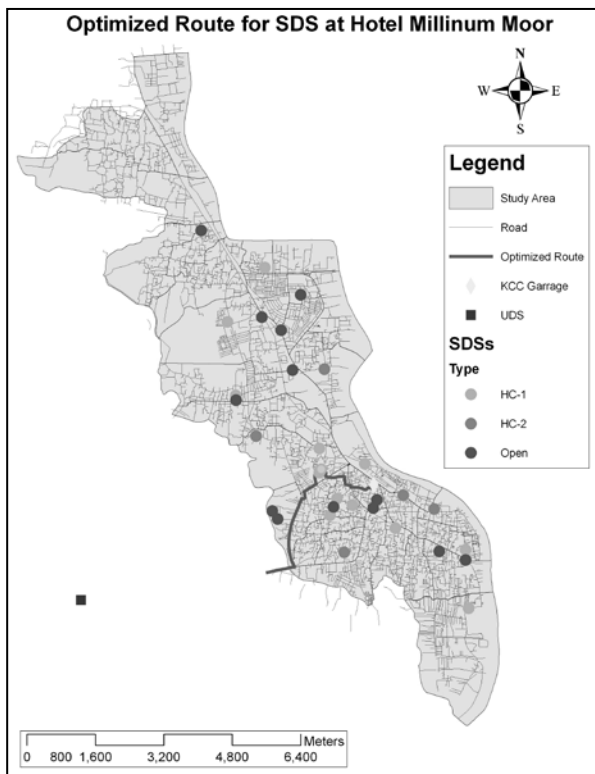 Optimized Route for SDS at Hotel Millinum Moor
N
W E
S
Legend
Study Area
Road
Optimized Route
KCC Garrage
UDS
SDSs
Type
HC-1
HC-2
Open
Meters
0 800 1,600 3,200 4,800 6,400